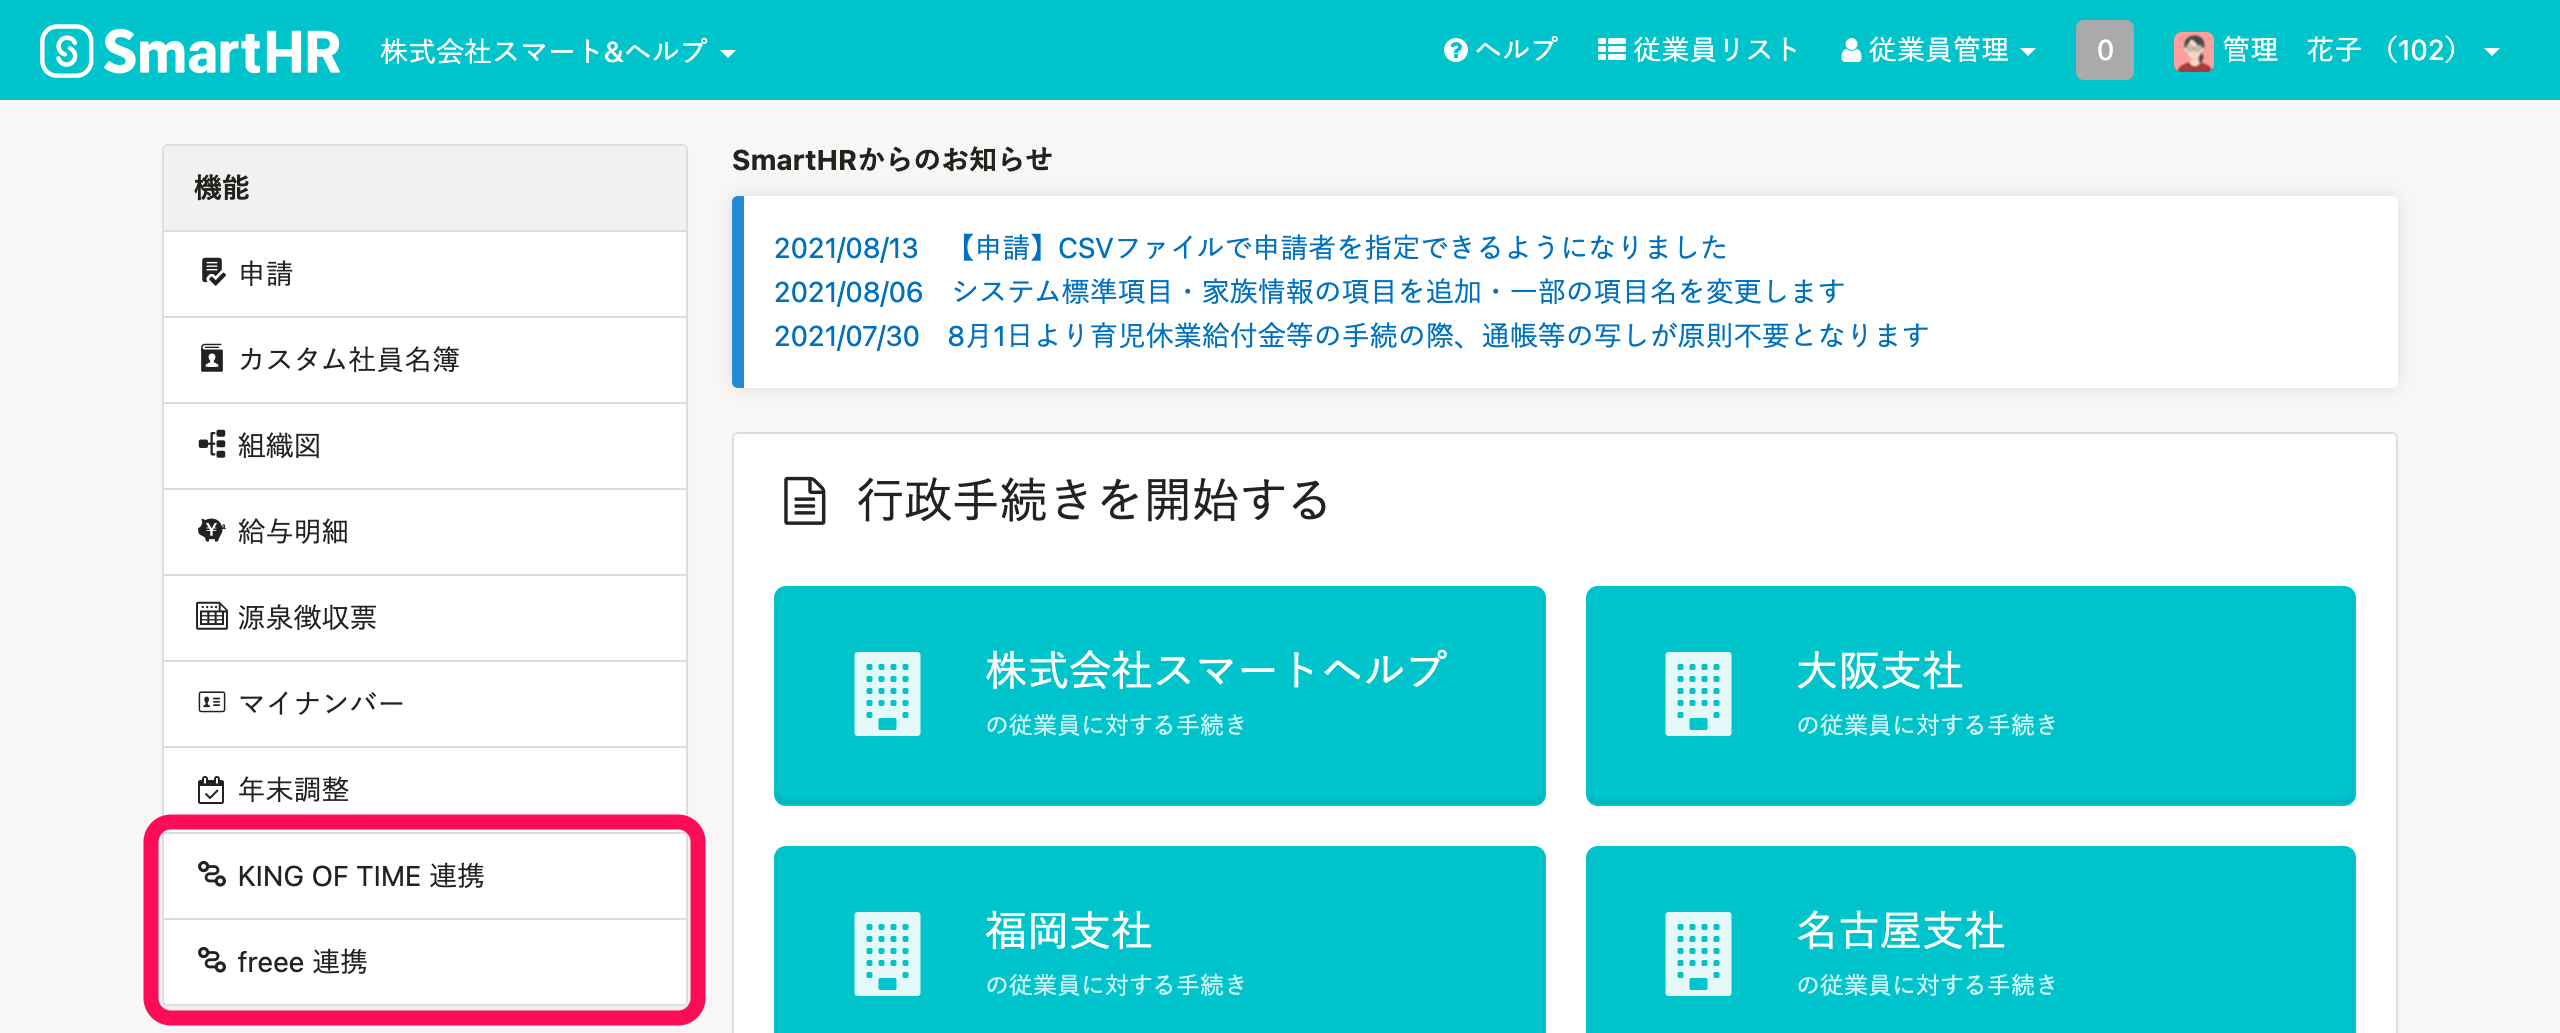 SmartHR 株式会社スマート&ヘルプ ヘルプ 従業員リスト 従業員管理 0 管理 花子 （102）
機能
申請
カスタム社員名簿
組織図
給与明細
源泉徴収票
マイナンバー
年末調整
KING OF TIME 連携
freee 連携
SmartHRからのお知らせ
2021/08/13 【申請】CSVファイルで申請者を指定できるようになりました
2021/08/06 システム標準項目・家族情報の項目を追加・一部の項目名を変更します
2021/07/30 8月1日より育児休業給付金等の手続の際、通帳等の写しが原則不要となります
行政手続きを開始する
株式会社スマートヘルプ
の従業員に対する手続き
大阪支社
の従業員に対する手続き
福岡支社
の従業員に対する手続き
名古屋支社
の従業員に対する手続き